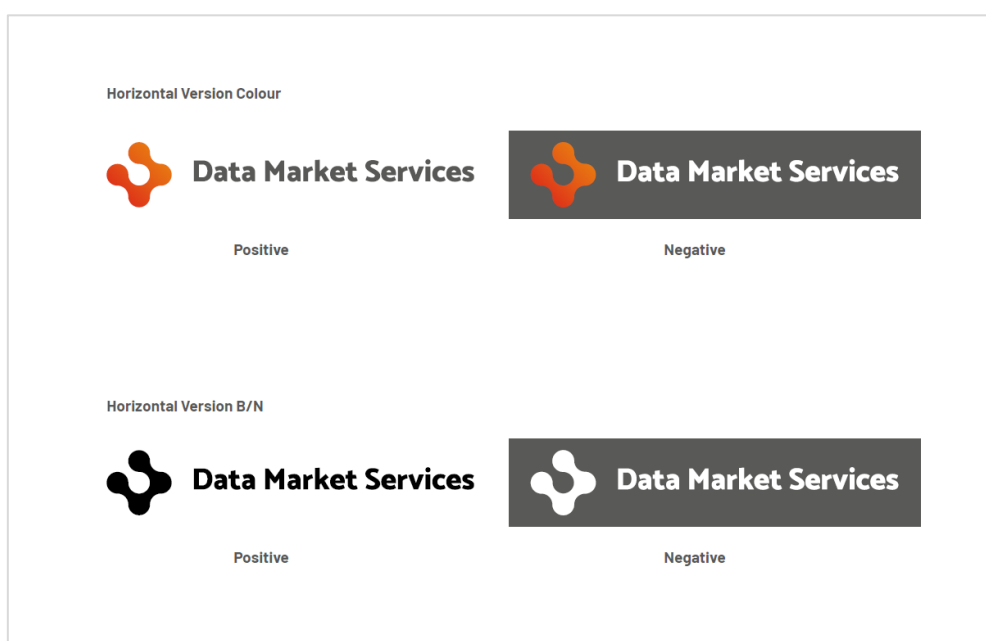 Horizontal Version Colour
Data Market Services
Data Market Services
Positive
Negative
Horizontal Version B/N
Data Market Services
Data Market Services
Positive
Negative